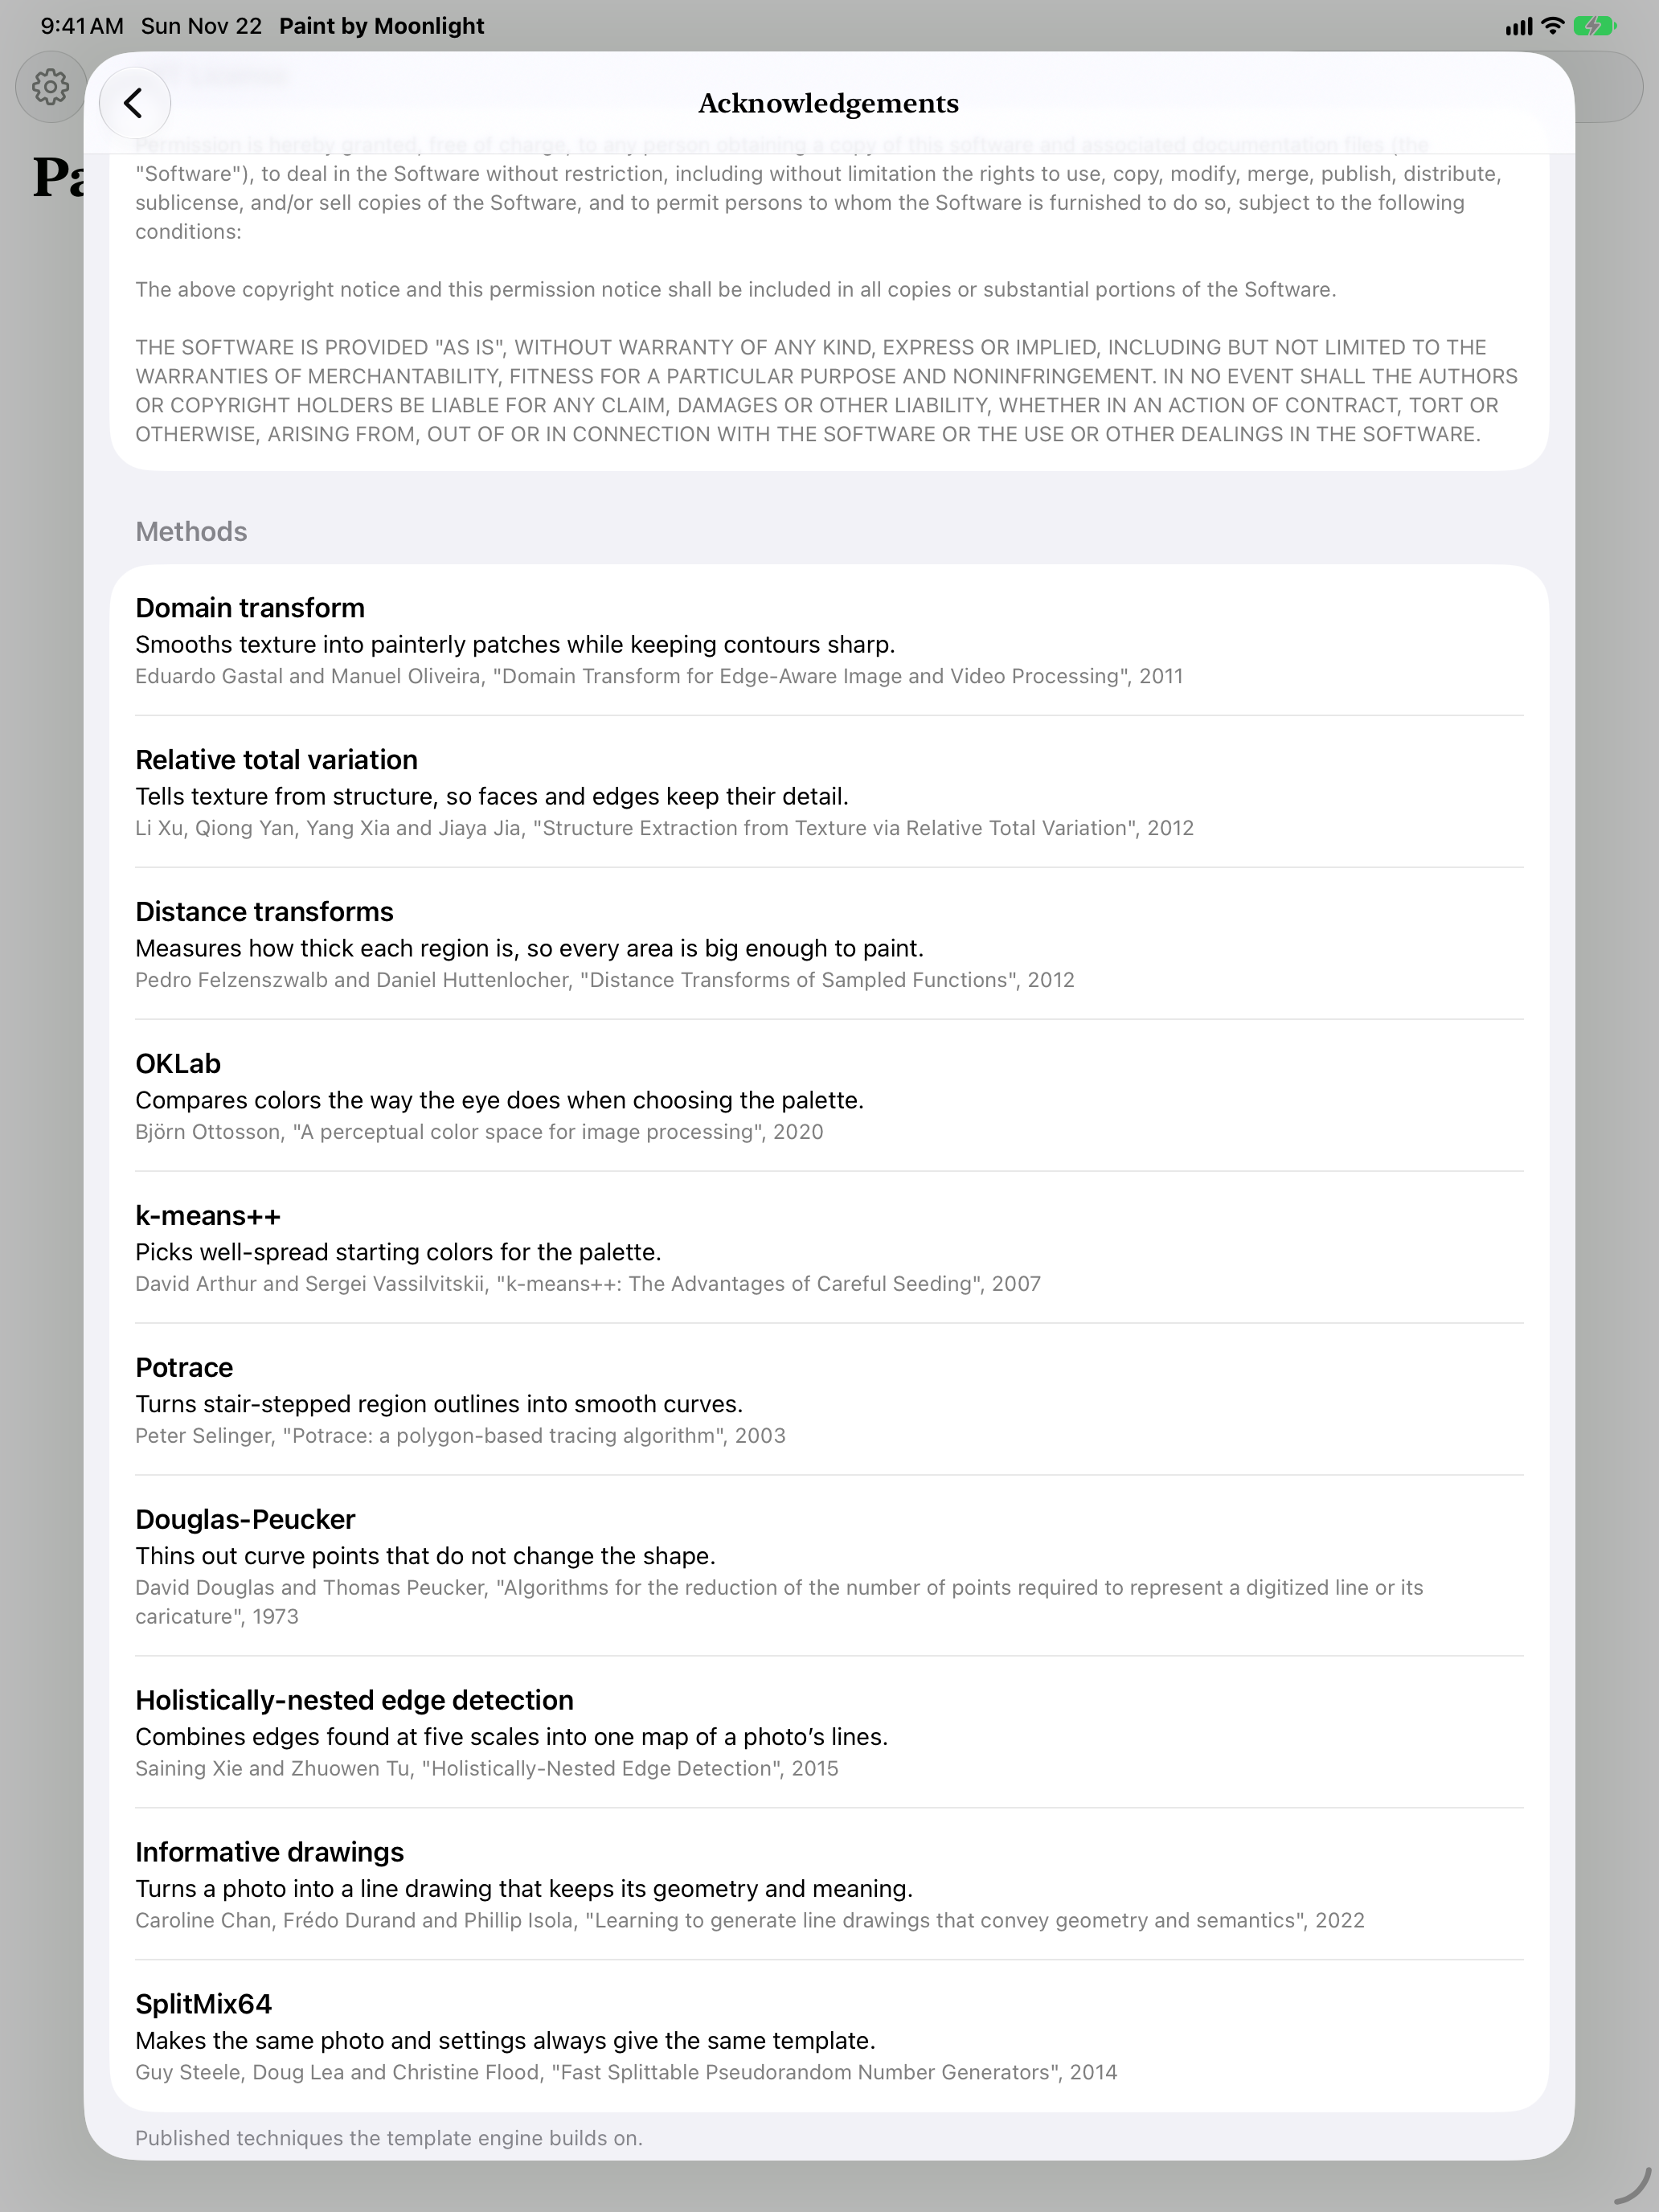 9:41 AM Sun Nov 22 Paint by Moonlight
Acknowledgements
Pa
Permission is hereby granted, free of charge, to any person obtaining a copy of this software and associated documentation files (the
"Software"), to deal in the Software without restriction, including without limitation the rights to use, copy, modify, merge, publish, distribute,
sublicense, and/or sell copies of the Software, and to permit persons to whom the Software is furnished to do so, subject to the following
conditions:
The above copyright notice and this permission notice shall be included in all copies or substantial portions of the Software.
THE SOFTWARE IS PROVIDED "AS IS", WITHOUT WARRANTY OF ANY KIND, EXPRESS OR IMPLIED, INCLUDING BUT NOT LIMITED TO THE
WARRANTIES OF MERCHANTABILITY, FITNESS FOR A PARTICULAR PURPOSE AND NONINFRINGEMENT. IN NO EVENT SHALL THE AUTHORS
OR COPYRIGHT HOLDERS BE LIABLE FOR ANY CLAIM, DAMAGES OR OTHER LIABILITY, WHETHER IN AN ACTION OF CONTRACT, TORT OR
OTHERWISE, ARISING FROM, OUT OF OR IN CONNECTION WITH THE SOFTWARE OR THE USE OR OTHER DEALINGS IN THE SOFTWARE.
Methods
Domain transform
Smooths texture into painterly patches while keeping contours sharp.
Eduardo Gastal and Manuel Oliveira, "Domain Transform for Edge-Aware Image and Video Processing", 2011
Relative total variation
Tells texture from structure, so faces and edges keep their detail.
Li Xu, Qiong Yan, Yang Xia and Jiaya Jia, "Structure Extraction from Texture via Relative Total Variation", 2012
Distance transforms
Measures how thick each region is, so every area is big enough to paint.
Pedro Felzenszwalb and Daniel Huttenlocher, "Distance Transforms of Sampled Functions", 2012
OKLab
Compares colors the way the eye does when choosing the palette.
Björn Ottosson, "A perceptual color space for image processing", 2020
k-means++
Picks well-spread starting colors for the palette.
David Arthur and Sergei Vassilvitskii, "k-means++: The Advantages of Careful Seeding", 2007
Potrace
Turns stair-stepped region outlines into smooth curves.
Peter Selinger, "Potrace: a polygon-based tracing algorithm", 2003
Douglas-Peucker
Thins out curve points that do not change the shape.
David Douglas and Thomas Peucker, "Algorithms for the reduction of the number of points required to represent a digitized line or its
caricature", 1973
Holistically-nested edge detection
Combines edges found at five scales into one map of a photo’s lines.
Saining Xie and Zhuowen Tu, "Holistically-Nested Edge Detection", 2015
Informative drawings
Turns a photo into a line drawing that keeps its geometry and meaning.
Caroline Chan, Frédo Durand and Phillip Isola, "Learning to generate line drawings that convey geometry and semantics", 2022
SplitMix64
Makes the same photo and settings always give the same template.
Guy Steele, Doug Lea and Christine Flood, "Fast Splittable Pseudorandom Number Generators", 2014
Published techniques the template engine builds on.